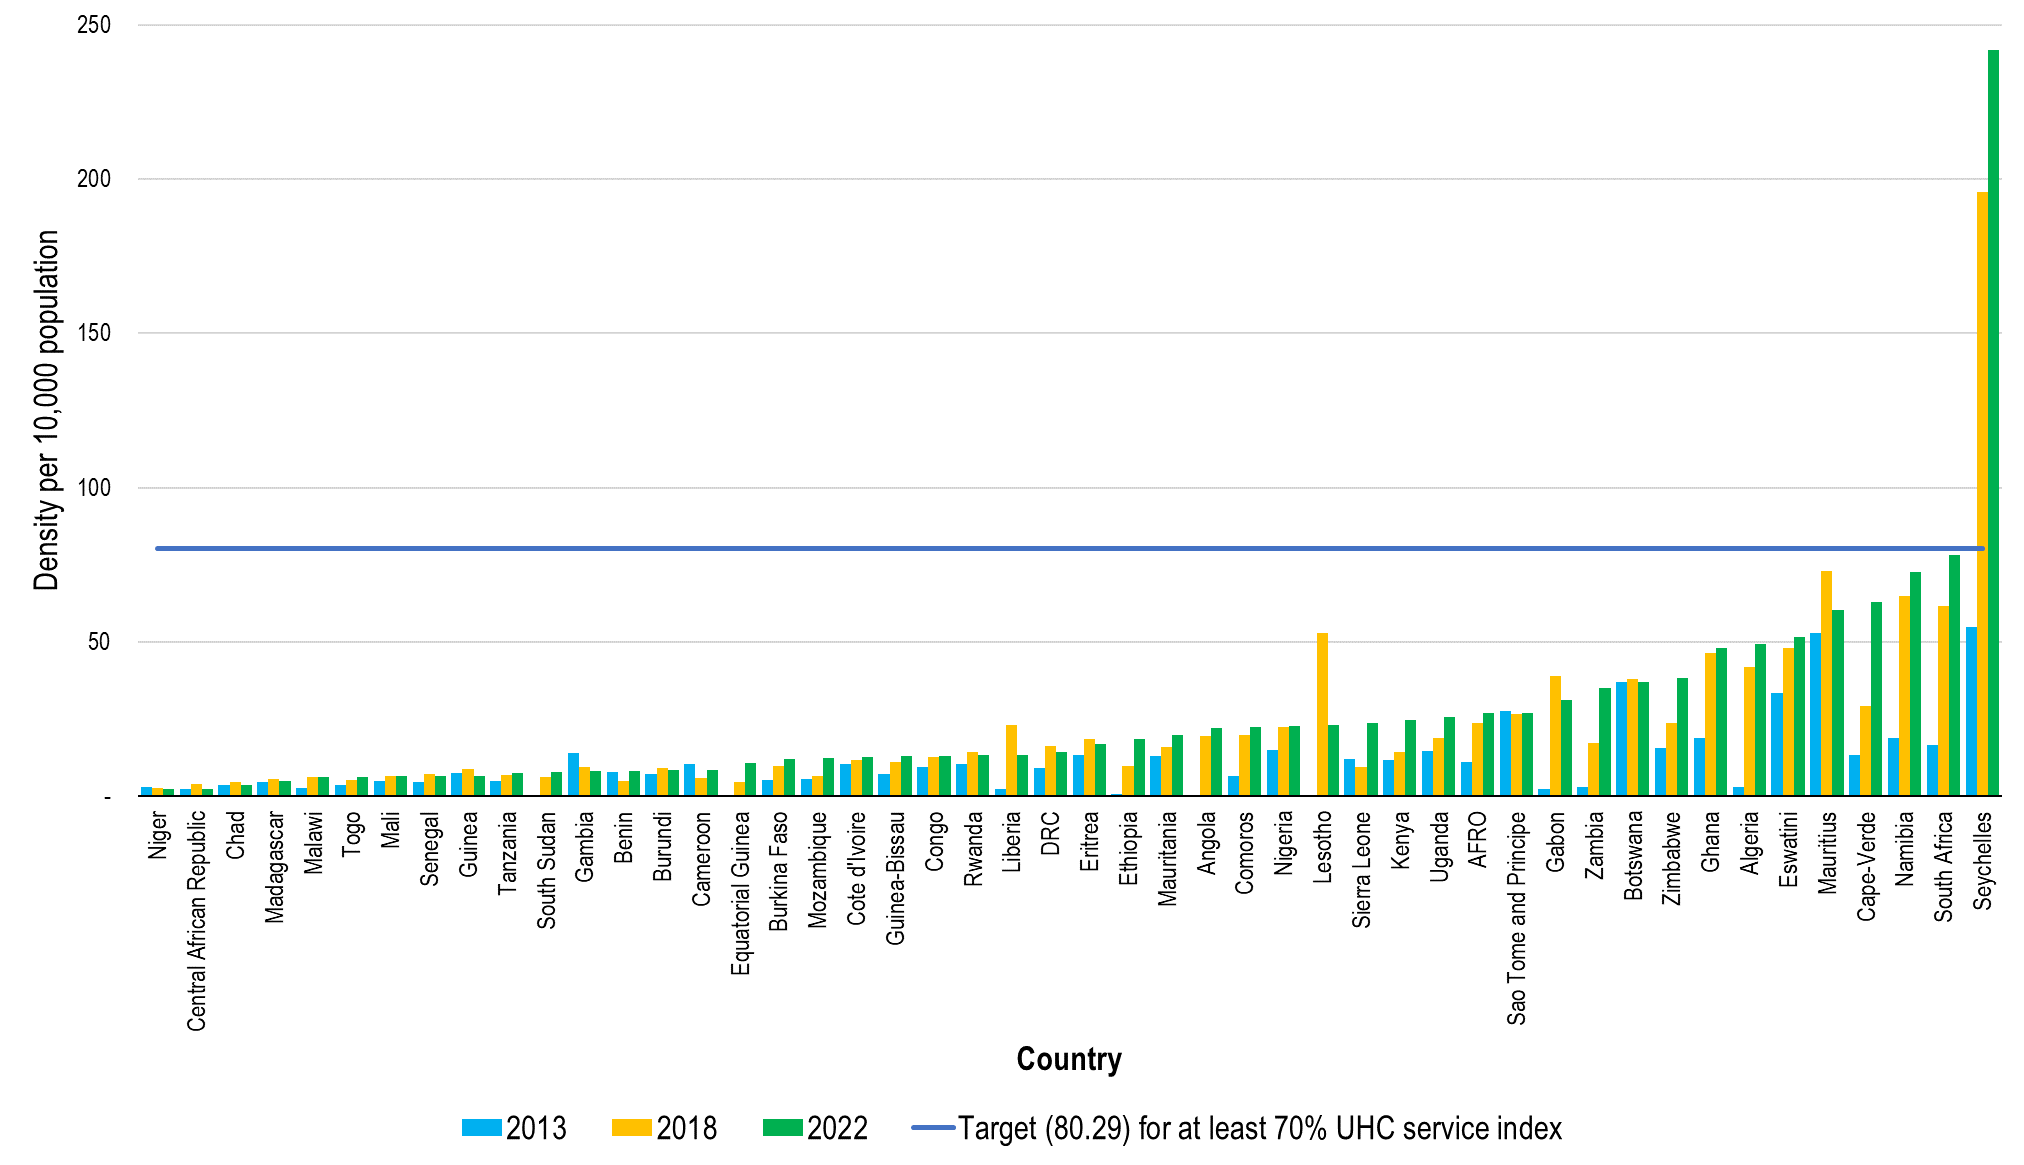 250
200
150
100
50
-
Density per 10,000 population
Niger
Central African Republic
Chad
Madagascar
Malawi
Togo
Mali
Senegal
Guinea
Tanzania
South Sudan
Gambia
Benin
Burundi
Cameroon
Equatorial Guinea
Burkina Faso
Mozambique
Cote d'Ivoire
Guinea-Bissau
Congo
Rwanda
Liberia
DRC
Eritrea
Ethiopia
Mauritania
Angola
Comoros
Nigeria
Lesotho
Sierra Leone
Kenya
Uganda
AFRO
Sao Tome and Principe
Gabon
Zambia
Botswana
Zimbabwe
Ghana
Algeria
Eswatini
Mauritius
Cape-Verde
Namibia
South Africa
Seychelles
Country
2013
2018
2022
Target (80.29) for at least 70% UHC service index